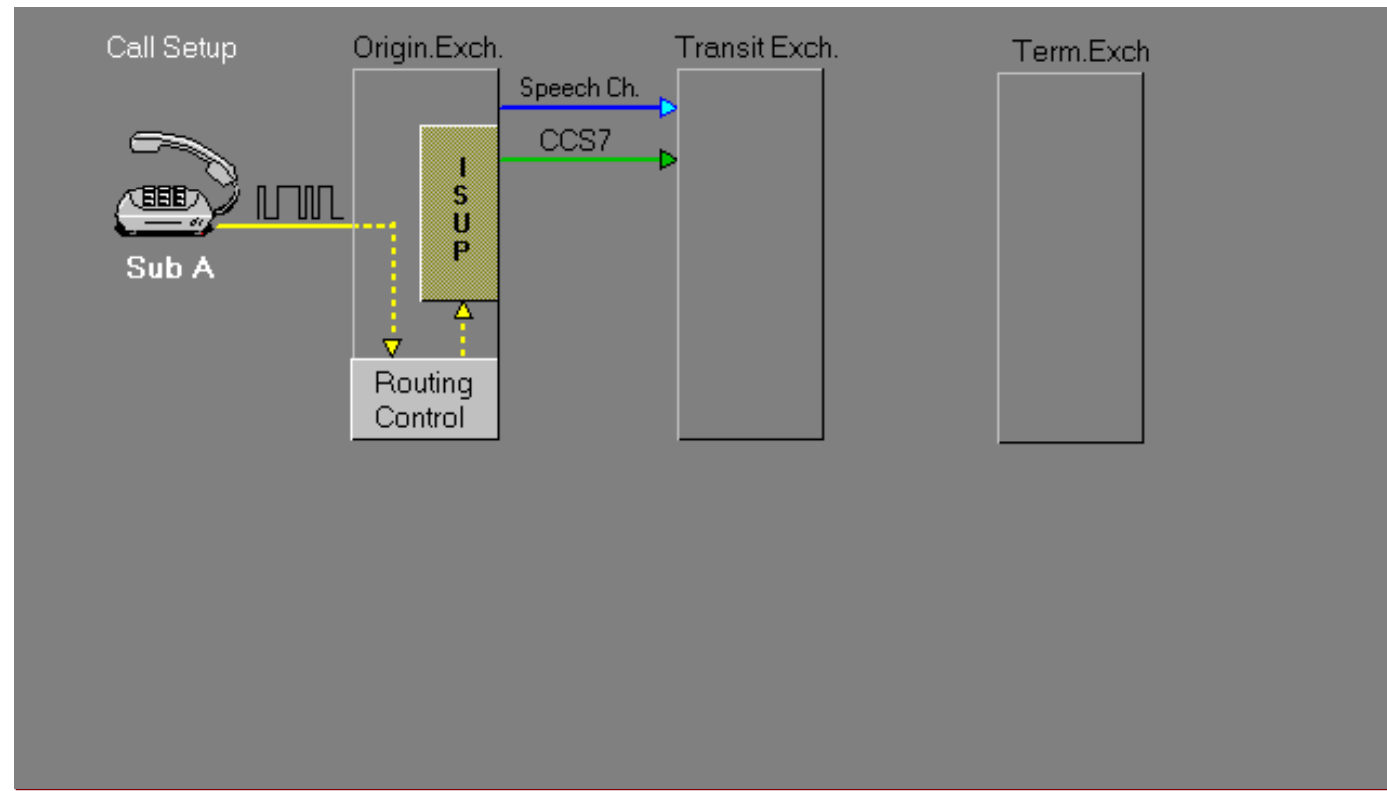 Call Setup
Origin.Exch.
Transit Exch.
Term.Exch
Speech Ch.
CCS7
I
S
U
P
Sub A
Routing
Control